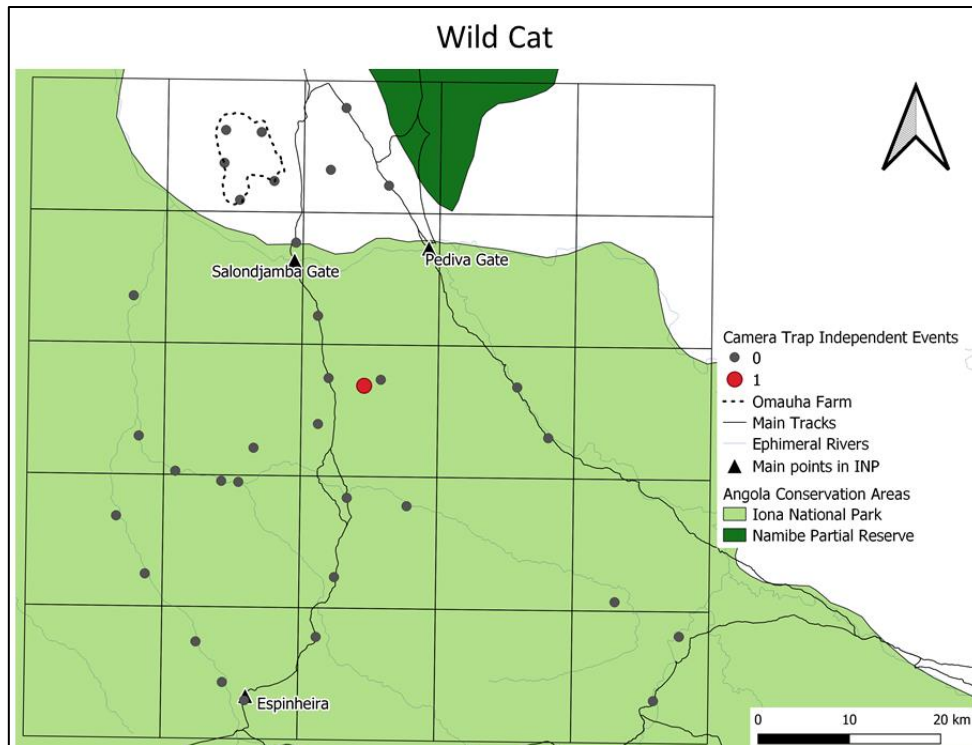 Wild Cat
Salondjamba Gate
Pediva Gate
Camera Trap Independent Events
0
1
Omauha Farm
Main Tracks
Ephimeral Rivers
Main points in INP
Angola Conservation Areas
Iona National Park
Namibe Partial Reserve
Espinheira
0 10 20 km